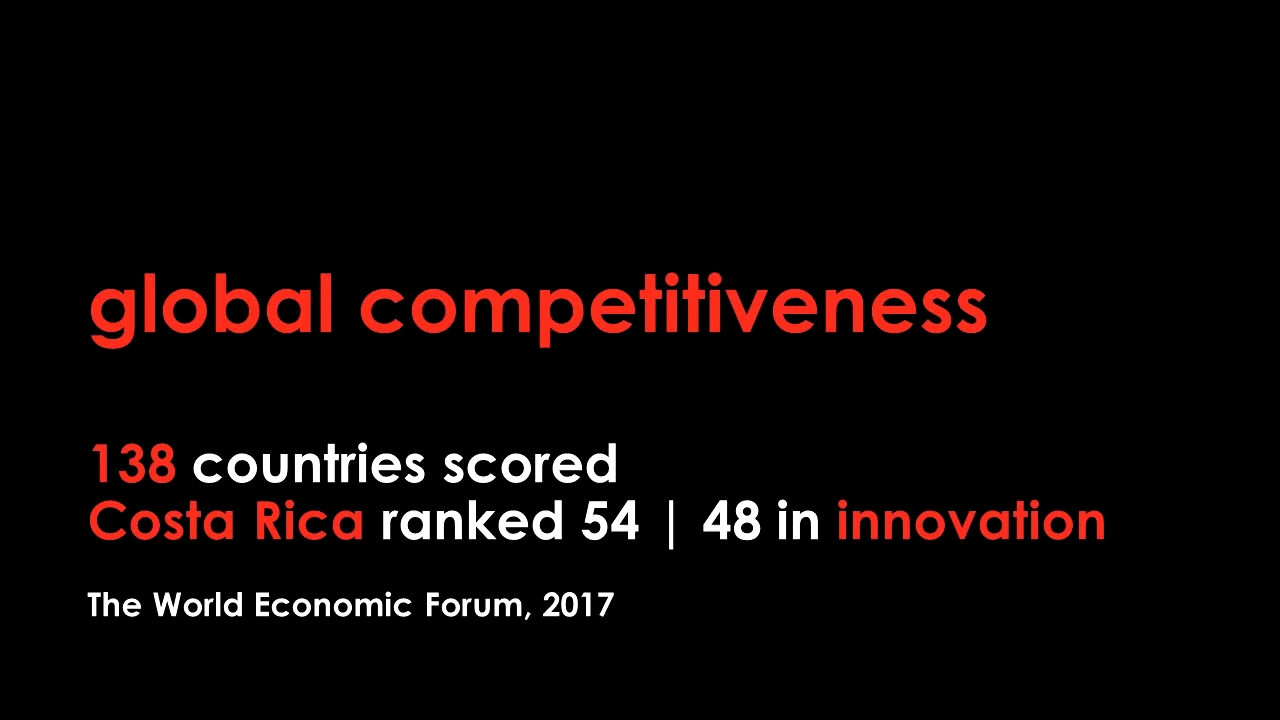 global competitiveness
138 countries scored
Costa Rica ranked 54 | 48 in innovation
The World Economic Forum, 2017